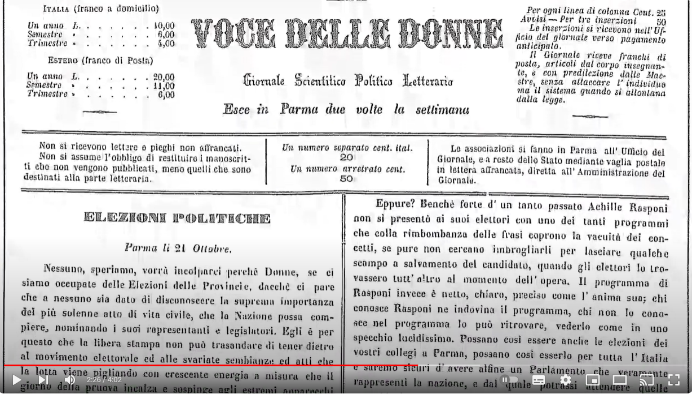 ITALIA (franco a domicilio)
Un anno L. 10,00
Semestre » 6,00
Trimestre » 4,00
ESTERO (franco di Posta)
Un anno L. 20,00
Semestre » 11,00
Trimestre » 6,00
VOCE DELLE DONNE
Giornale Scientifico Politico Letterario
Esce in Parma due volte la settimana
Per ogni linea di colonna Cent. 25
Avvisi — Per tre inserzioni 50
Le inserzioni si ricevono nell'Uf-
ficio del giornale verso pagamento
anticipato.
Il Giornale riceve franchi di
posta, articoli dal corpo insegnan-
te, e con predilezione dalle Mae-
stre, senza attaccare l'individuo
ma il sistema quando si allontana
dalla legge.
Non si ricevono lettere e pieghi non affrancati.
Non si assume l'obbligo di restituire i manoscrit-
ti che non vengono pubblicati, meno quelli che sono
destinati alla parte letteraria.
Un numero separato cent. ital.
20
Un numero arretrato cent.
50
Le associazioni si fanno in Parma all' Ufficio del
Giornale, e a resto dello Stato mediante vaglia postale
in lettera affrancata, diretta all'Amministrazione del
Giornale.
ELEZIONI POLITICHE
Parma li 21 Ottobre.
Nessuno, speriamo, vorrà incolparci perchè Donne, se ci
siamo occupate delle Elezioni delle Provincie, dacchè ci pare
che a nessuno sia dato di disconoscere la suprema importanza
del più solenne atto di vita civile, che la Nazione possa com-
piere, nominando i suoi rapresentanti e legislatori. Egli è per
questo che la libera stampa non può trasandare di tener dietro
al movimento elettorale ed alle svariate sembianze ed atti che
la lotta viene pigliando con crescente energia a misura che il
giorno della pruova incalza e sospinge agli estremi apparecchi
Eppure? Benchè forte d' un tanto passato Achille Rasponi
non si presentò ai suoi elettori con uno dei tanti programmi
che colla rimbombanza delle frasi coprono la vacuità dei con-
cetti, se pure non cercano imbrogliarli per lasciare qualche
scampo a salvamento del candidato, quando gli elettori lo tro-
vassero tutt'altro al momento dell'opera. Il programma di
Rasponi invece è netto, chiaro, preciso come l'anima sua; chi
conosce Rasponi ne indovina il programma, chi non lo cono-
sce nel programma lo può ritrovare, vederlo come in uno
specchio lucidissimo. Possano così essere anche le elezioni dei
vostri collegi a Parma, possano così esserlo per tutta l'Italia
e saremo sicuri d'avere alfine un Parlamento che veramente
rappresenti la nazione, e dal quale potrassi attendere
2:26 / 4:02